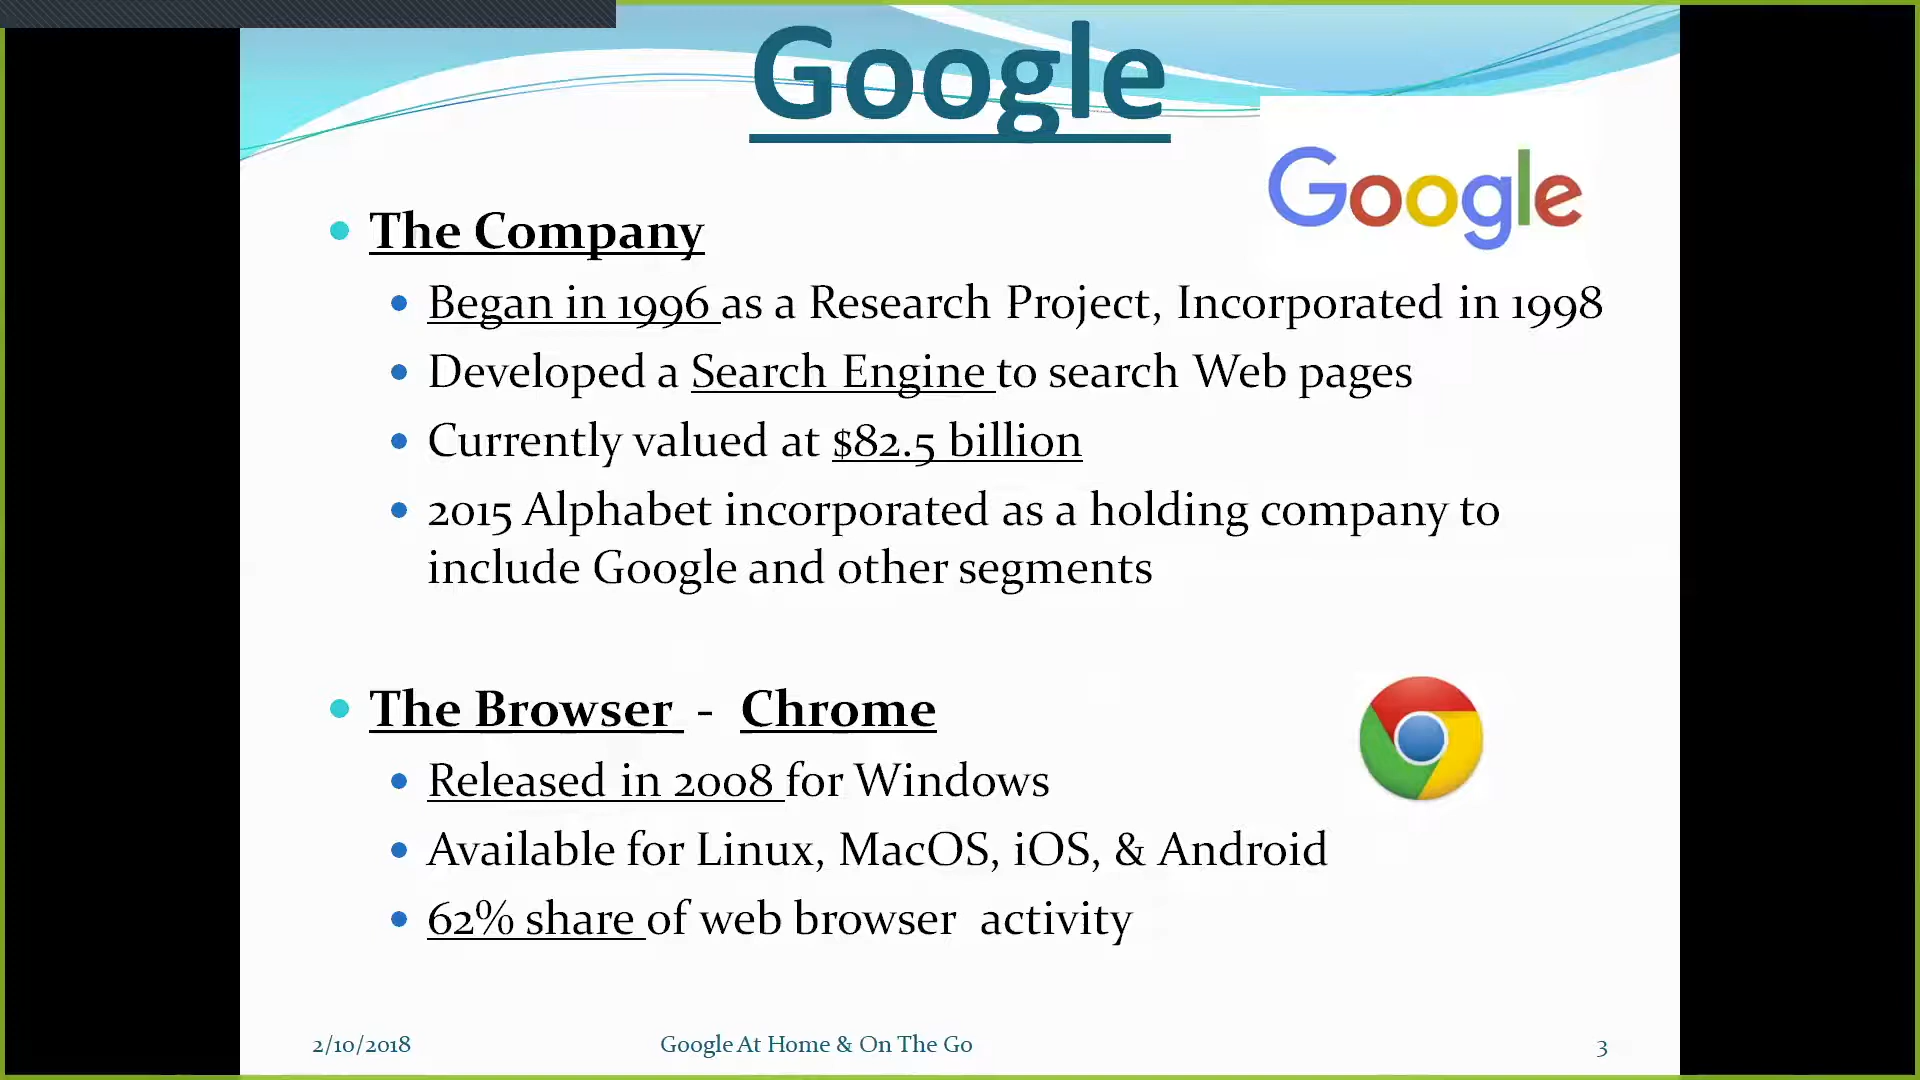 Google
Google
The Company
Began in 1996 as a Research Project, Incorporated in 1998
Developed a Search Engine to search Web pages
Currently valued at $82.5 billion
2015 Alphabet incorporated as a holding company to
include Google and other segments
The Browser - Chrome
Released in 2008 for Windows
Available for Linux, MacOS, iOS, & Android
62% share of web browser activity
2/10/2018
Google At Home & On The Go
3